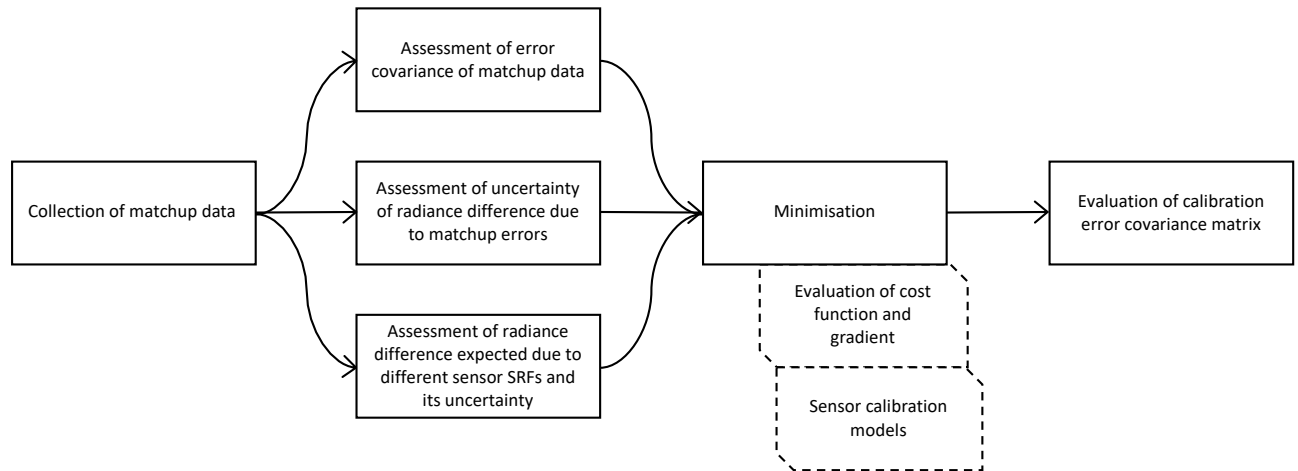 Collection of matchup data
Assessment of error
covariance of matchup data
Assessment of uncertainty
of radiance difference due
to matchup errors
Assessment of radiance
difference expected due to
different sensor SRFs and
its uncertainty
Minimisation
Evaluation of cost
function and
gradient
Sensor calibration
models
Evaluation of calibration
error covariance matrix